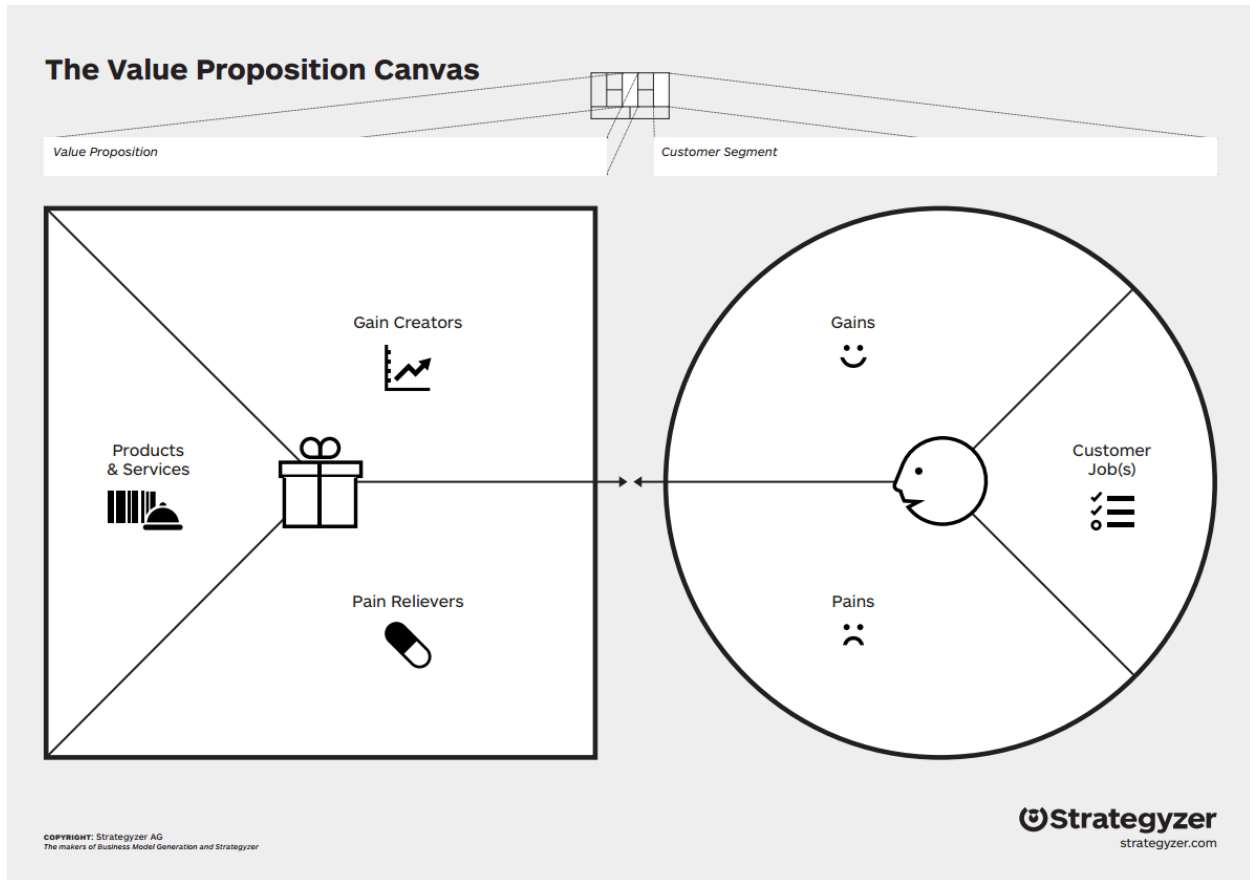 The Value Proposition Canvas
Value Proposition
Customer Segment
Gain Creators
Gains
Products
& Services
Customer
Job(s)
Pain Relievers
Pains
COPYRIGHT: Strategyzer AG
The makers of Business Model Generation and Strategyzer
Strategyzer
strategyzer.com